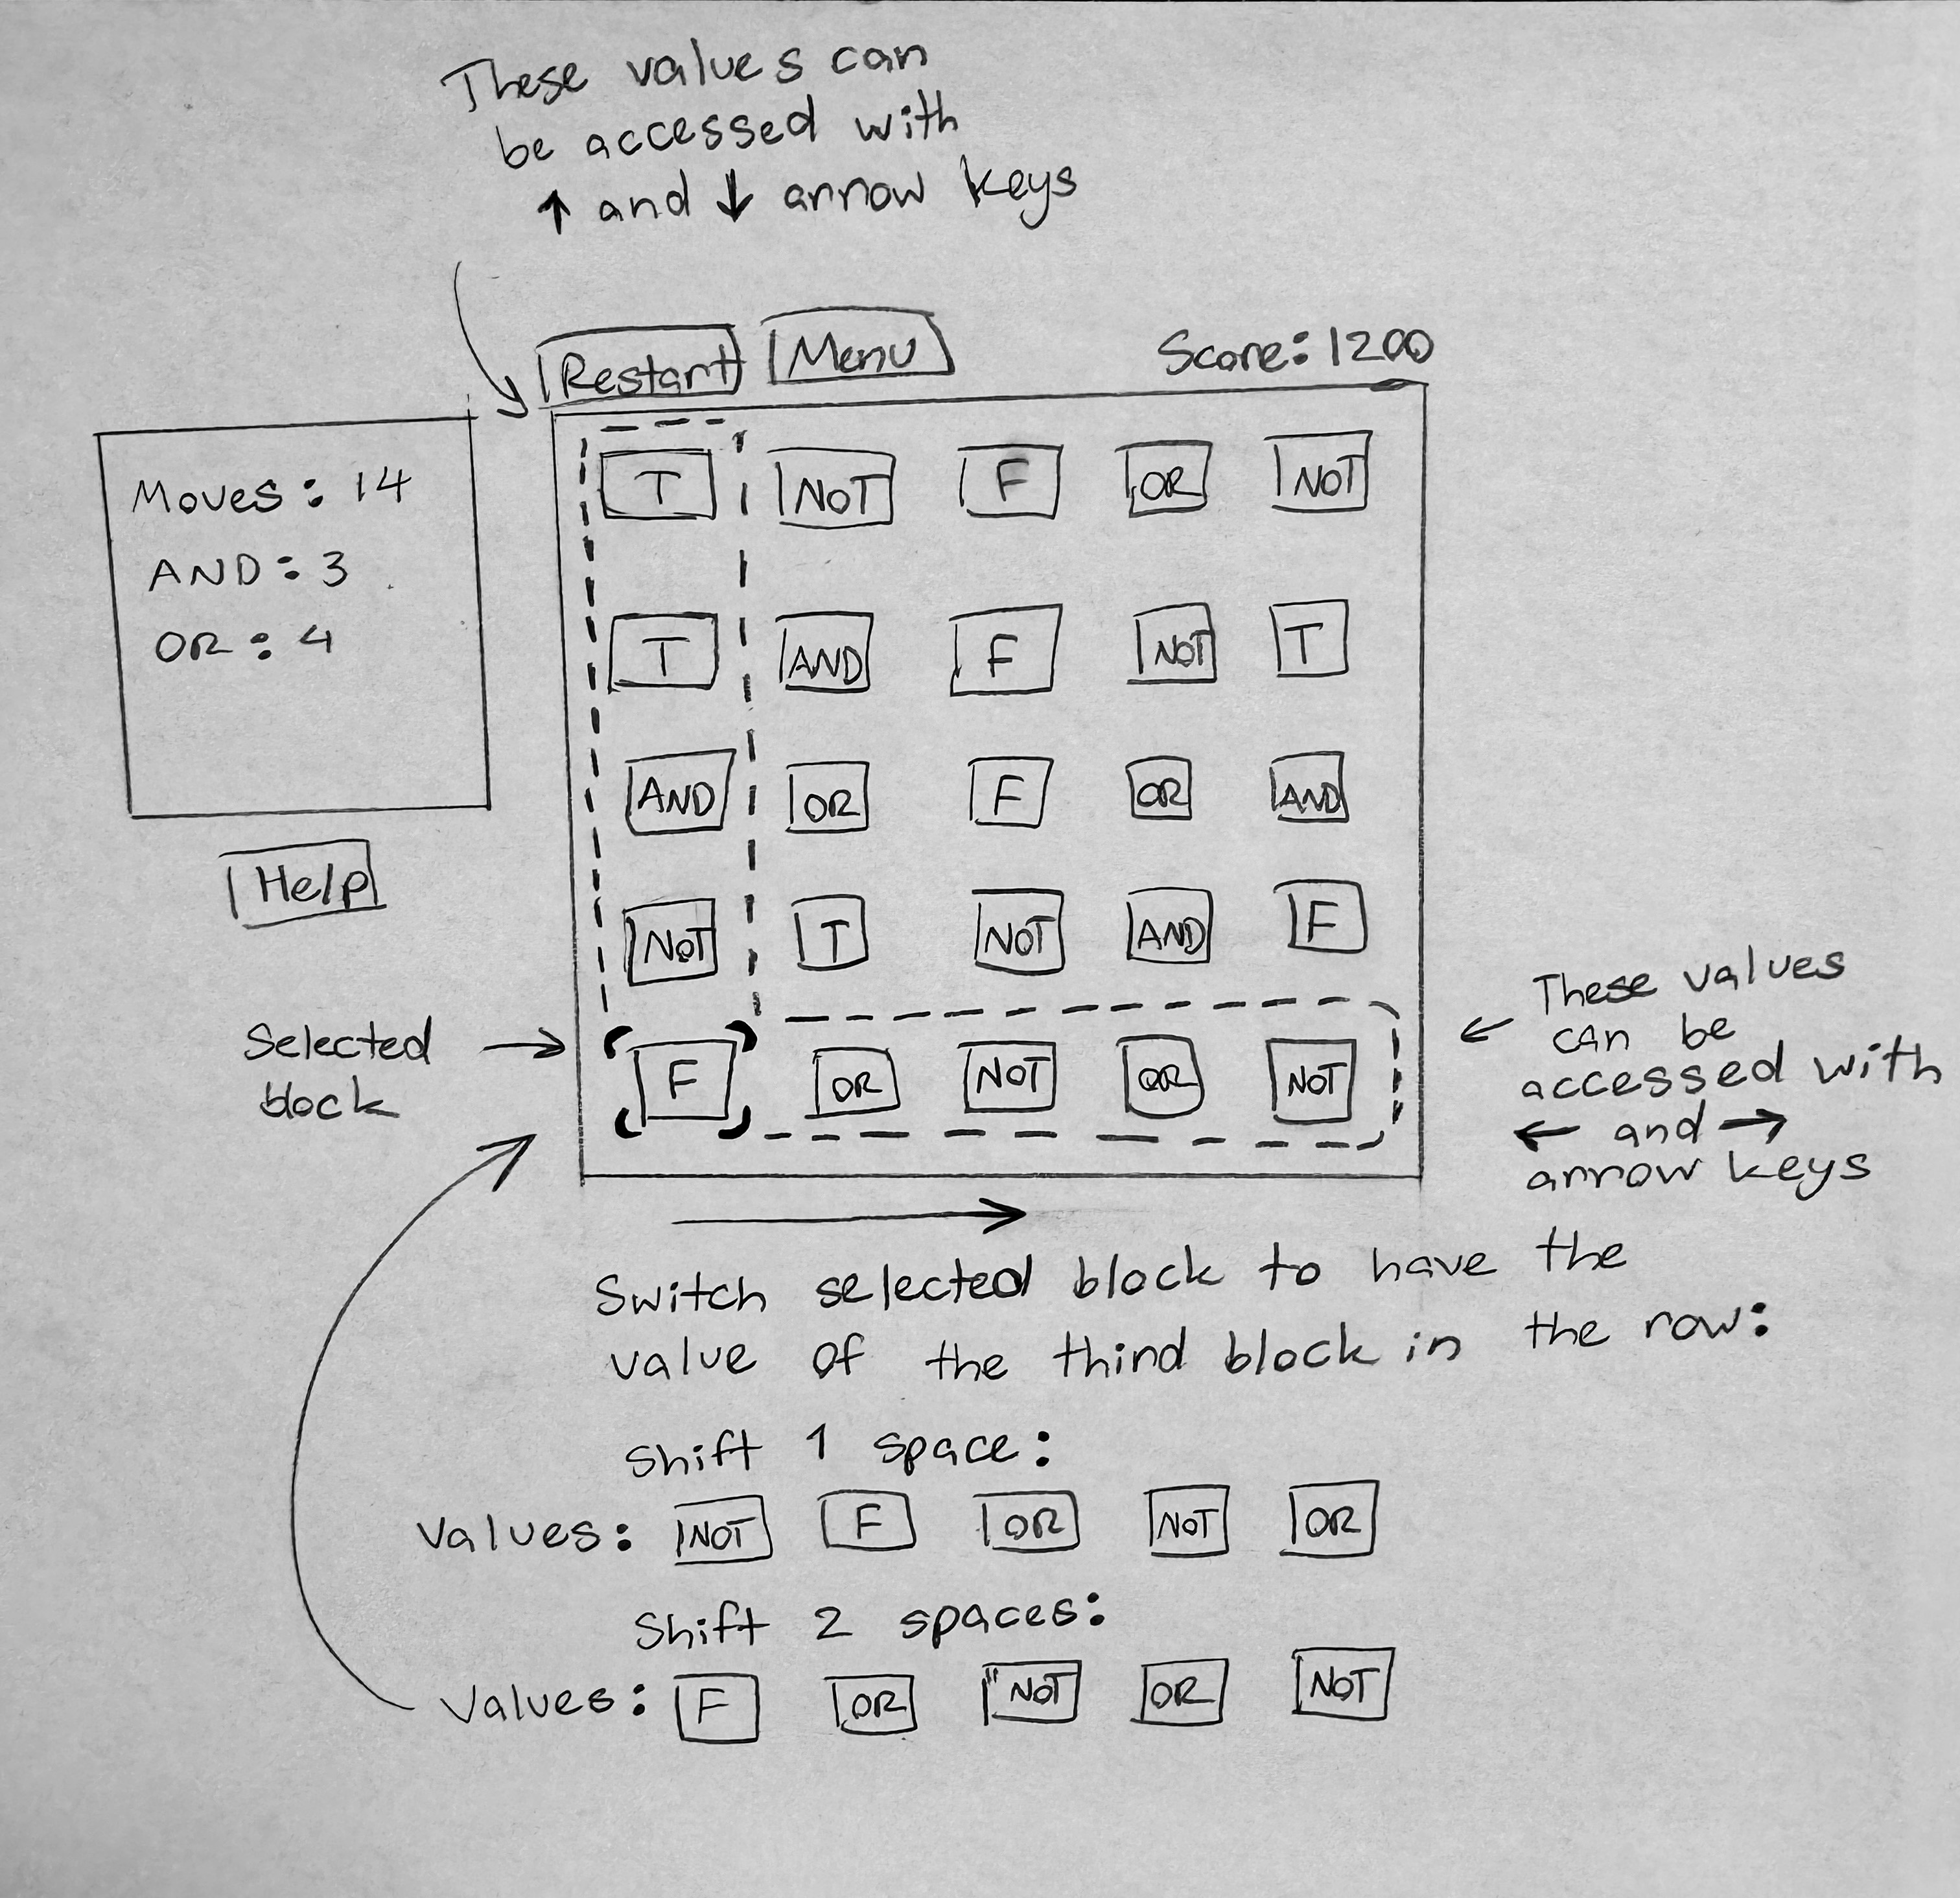 These values can
be accessed with
↑ and ↓ arrow keys
Restart Menu Score: 1200
Moves: 14
AND: 3
OR: 4
Help
T NOT F OR NOT
T AND F NOT T
AND OR F OR AND
NOT T NOT AND F
F OR NOT OR NOT
Selected
block
These values
can be
accessed with
← and →
arrow keys
Switch selected block to have the
value of the third block in the row:
Shift 1 space:
Values: NOT F OR NOT OR
Shift 2 spaces:
Values: F OR NOT OR NOT